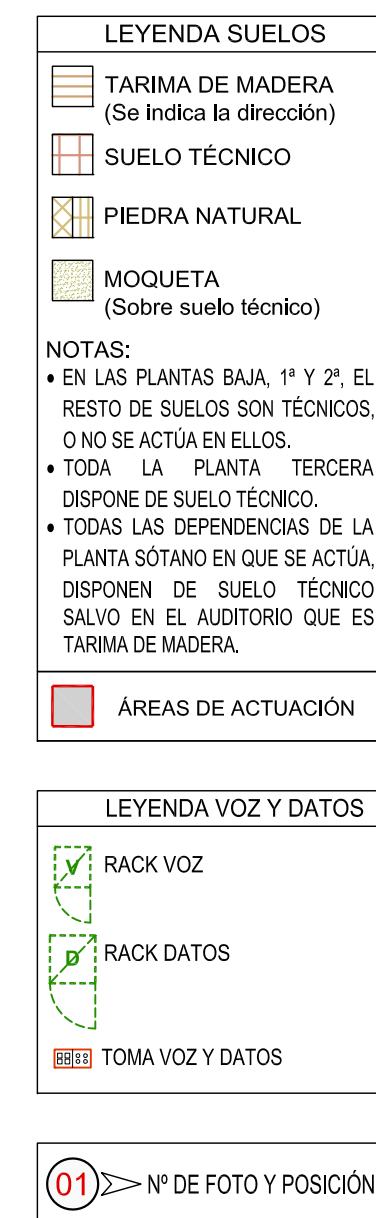 LEYENDA SUELOS
TARIMA DE MADERA
(Se indica la dirección)
SUELO TÉCNICO
PIEDRA NATURAL
MOQUETA
(Sobre suelo técnico)
NOTAS:
• EN LAS PLANTAS BAJA, 1ª Y 2ª, EL
RESTO DE SUELOS SON TÉCNICOS,
O NO SE ACTÚA EN ELLOS.
• TODA LA PLANTA TERCERA
DISPONE DE SUELO TÉCNICO.
• TODAS LAS DEPENDENCIAS DE LA
PLANTA SÓTANO EN QUE SE ACTÚA,
DISPONEN DE SUELO TÉCNICO
SALVO EN EL AUDITORIO QUE ES
TARIMA DE MADERA.
ÁREAS DE ACTUACIÓN
LEYENDA VOZ Y DATOS
V RACK VOZ
D RACK DATOS
TOMA VOZ Y DATOS
01 Nº DE FOTO Y POSICIÓN